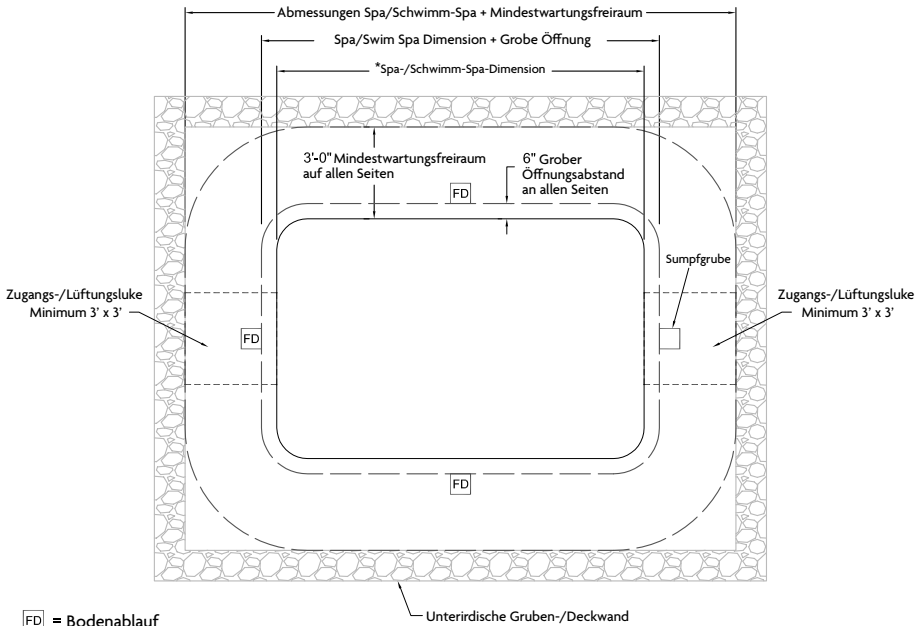 Abmessungen Spa/Schwimm-Spa + Mindestwartungsfreiraum
Spa/Swim Spa Dimension + Grobe Öffnung
*Spa-/Schwimm-Spa-Dimension
3'-0" Mindestwartungsfreiraum
auf allen Seiten
6" Grober
Öffnungsabstand
an allen Seiten
FD
Sumpfgrube
Zugangs-/Lüftungsluke
Minimum 3' x 3'
Zugangs-/Lüftungsluke
Minimum 3' x 3'
FD
FD
Unterirdische Gruben-/Deckwand
FD = Bodenablauf